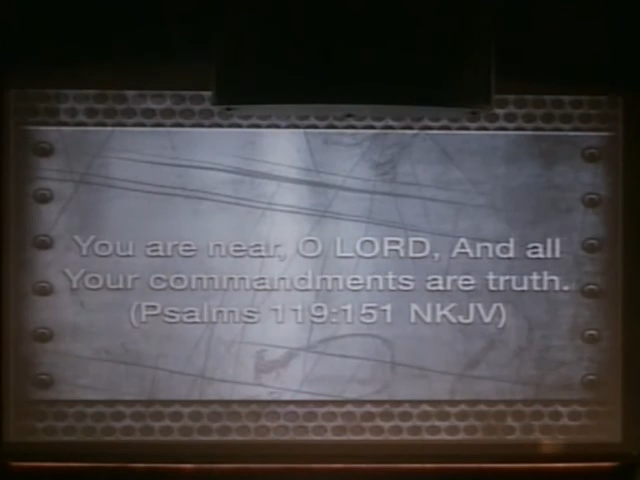 You are near, O LORD, And all
Your commandments are truth.
(Psalms 119:151 NKJV)